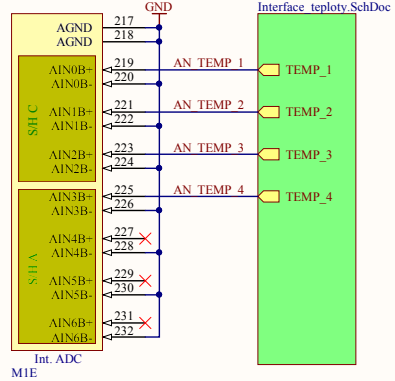 GND
Interface_teploty.SchDoc
AGND 217
AGND 218
AIN0B+ 219 AN_TEMP_1 TEMP_1
AIN0B- 220
AIN1B+ 221 AN_TEMP_2 TEMP_2
AIN1B- 222
AIN2B+ 223 AN_TEMP_3 TEMP_3
AIN2B- 224
S/H C
AIN3B+ 225 AN_TEMP_4 TEMP_4
AIN3B- 226
AIN4B+ 227
AIN4B- 228
AIN5B+ 229
AIN5B- 230
AIN6B+ 231
AIN6B- 232
S/H A
Int. ADC
M1E